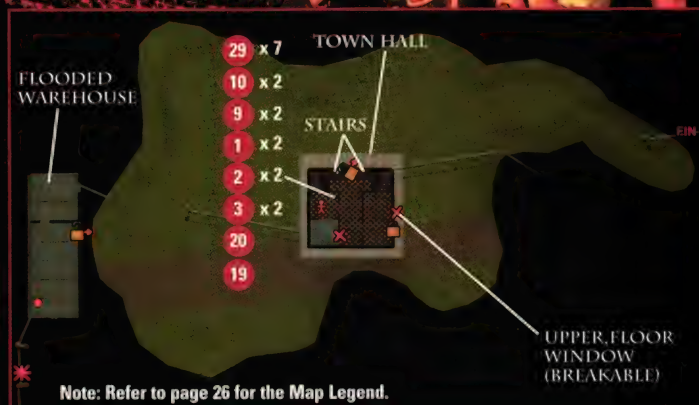 29 x 7
10 x 2
9 x 2
1 x 2
2 x 2
3 x 2
20
19
TOWN HALL
FLOODED
WAREHOUSE
STAIRS
EIN-
UPPER FLOOR
WINDOW
(BREAKABLE)
Note: Refer to page 26 for the Map Legend.